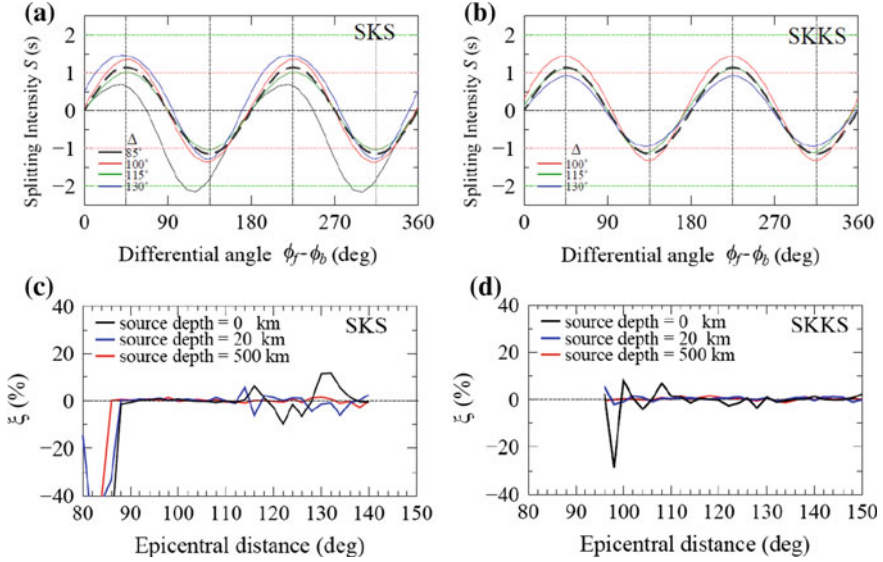 (a)
SKS
Splitting Intensity S (s)
2
1
0
−1
−2
Δ
85°
100°
115°
130°
0 90 180 270 360
Differential angle ϕf-ϕb (deg)
(b)
SKKS
Splitting Intensity S (s)
2
1
0
−1
−2
Δ
100°
115°
130°
0 90 180 270 360
Differential angle ϕf-ϕb (deg)
(c)
SKS
source depth = 0 km
source depth = 20 km
source depth = 500 km
ξ (%)
40
20
0
−20
−40
80 90 100 110 120 130 140 150
Epicentral distance (deg)
(d)
SKKS
source depth = 0 km
source depth = 20 km
source depth = 500 km
ξ (%)
40
20
0
−20
−40
80 90 100 110 120 130 140 150
Epicentral distance (deg)